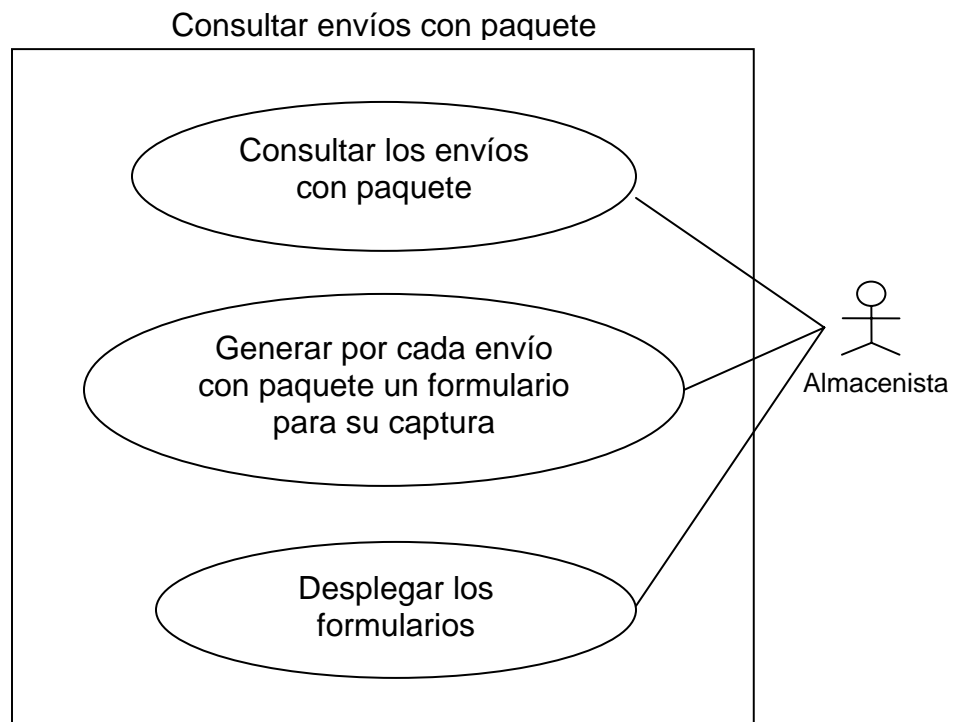 Consultar envíos con paquete
Consultar los envíos
con paquete
Generar por cada envío
con paquete un formulario
para su captura
Almacenista
Desplegar los
formularios